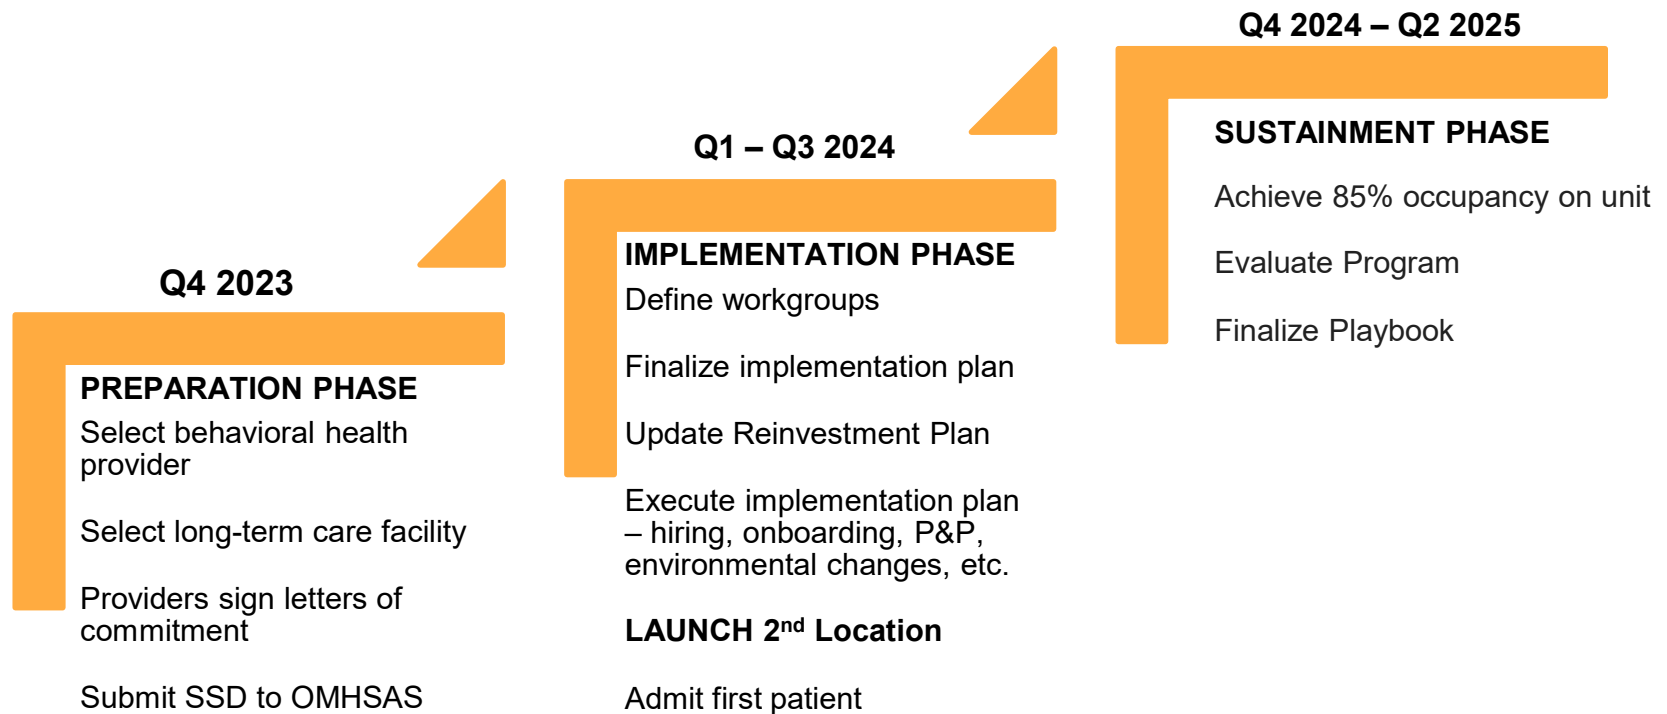 Q4 2023
PREPARATION PHASE
Select behavioral health
provider
Select long-term care facility
Providers sign letters of
commitment
Submit SSD to OMHSAS
Q1 – Q3 2024
IMPLEMENTATION PHASE
Define workgroups
Finalize implementation plan
Update Reinvestment Plan
Execute implementation plan
– hiring, onboarding, P&P,
environmental changes, etc.
LAUNCH 2nd Location
Admit first patient
Q4 2024 – Q2 2025
SUSTAINMENT PHASE
Achieve 85% occupancy on unit
Evaluate Program
Finalize Playbook